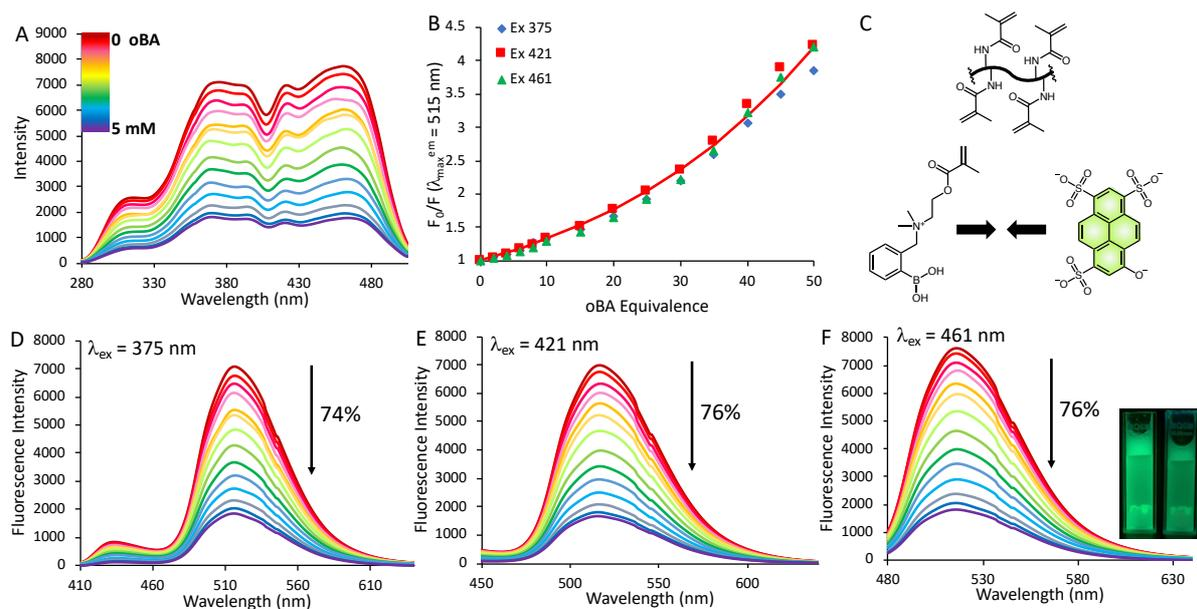 A
9000
8000
7000
6000
5000
4000
3000
2000
1000
0
Intensity
0 oBA
5 mM
280 330 380 430 480
Wavelength (nm)
B
4.5
4
3.5
3
2.5
2
1.5
1
F₀/F (λₘₐₓᵉᵐ = 515 nm)
Ex 375
Ex 421
Ex 461
0 10 20 30 40 50
oBA Equivalence
C
O
NH
O
NH
O
NH
O
NH
O
O
N⁺
B
OH
OH
⁻O
S
O
O
O
O
S
O⁻
⁻O
O
S
O
O⁻
D
λex = 375 nm
8000
7000
6000
5000
4000
3000
2000
1000
0
Fluorescence Intensity
74%
410 460 510 560 610
Wavelength (nm)
E
λex = 421 nm
8000
7000
6000
5000
4000
3000
2000
1000
0
Fluorescence Intensity
76%
450 500 550 600
Wavelength (nm)
F
λex = 461 nm
8000
7000
6000
5000
4000
3000
2000
1000
0
Fluorescence Intensity
76%
480 530 580 630
Wavelength (nm)